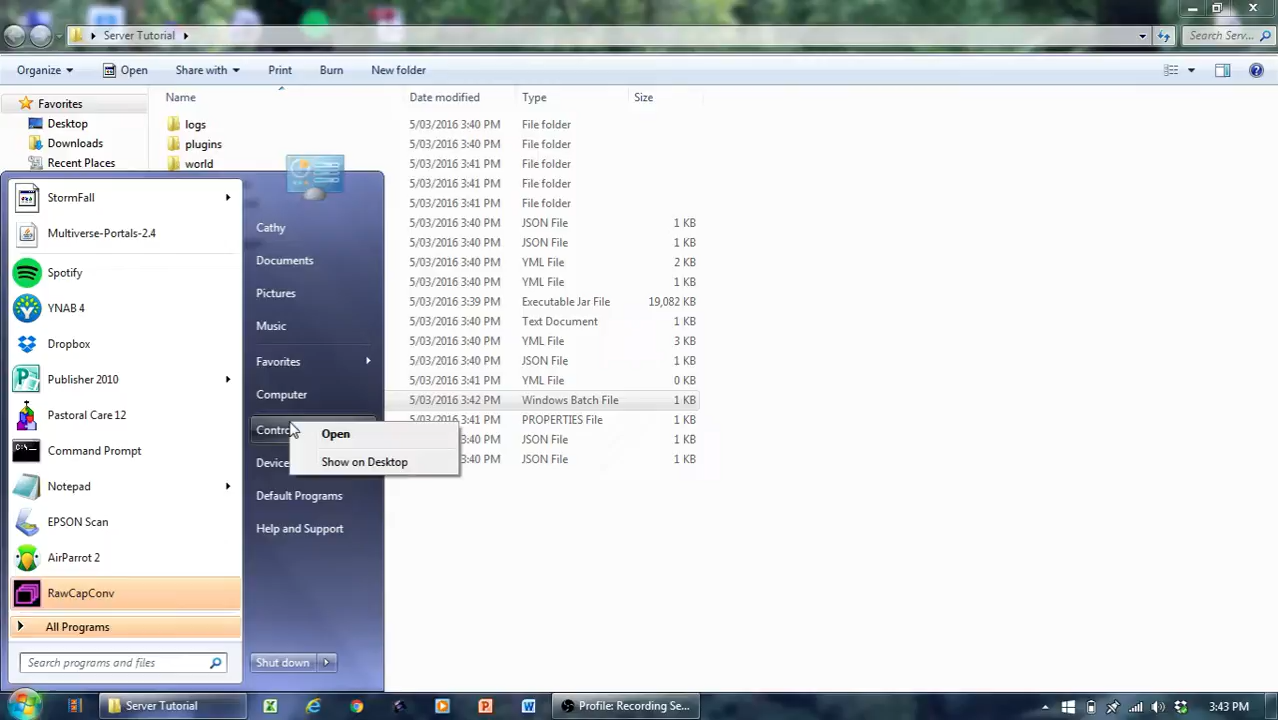 Server Tutorial
Search Serv...
Organize
Open
Share with
Print
Burn
New folder
Favorites
Name
Date modified
Type
Size
Desktop
Downloads
Recent Places
logs
5/03/2016 3:40 PM
File folder
plugins
5/03/2016 3:40 PM
File folder
world
5/03/2016 3:41 PM
File folder
5/03/2016 3:41 PM
File folder
5/03/2016 3:41 PM
File folder
5/03/2016 3:40 PM
JSON File
1 KB
5/03/2016 3:40 PM
JSON File
1 KB
5/03/2016 3:40 PM
YML File
2 KB
5/03/2016 3:40 PM
YML File
1 KB
5/03/2016 3:39 PM
Executable Jar File
19,082 KB
5/03/2016 3:40 PM
Text Document
1 KB
5/03/2016 3:41 PM
YML File
3 KB
5/03/2016 3:40 PM
JSON File
1 KB
5/03/2016 3:41 PM
YML File
0 KB
5/03/2016 3:42 PM
Windows Batch File
1 KB
5/03/2016 3:41 PM
PROPERTIES File
1 KB
5/03/2016 3:40 PM
JSON File
1 KB
5/03/2016 3:40 PM
JSON File
1 KB
StormFall
Multiverse-Portals-2.4
Spotify
YNAB 4
Dropbox
Publisher 2010
Pastoral Care 12
Command Prompt
Notepad
EPSON Scan
AirParrot 2
RawCapConv
All Programs
Search programs and files
Cathy
Documents
Pictures
Music
Favorites
Computer
Contro
Device
Default Programs
Help and Support
Shut down
Open
Show on Desktop
Server Tutorial
Profile: Recording Se...
3:43 PM